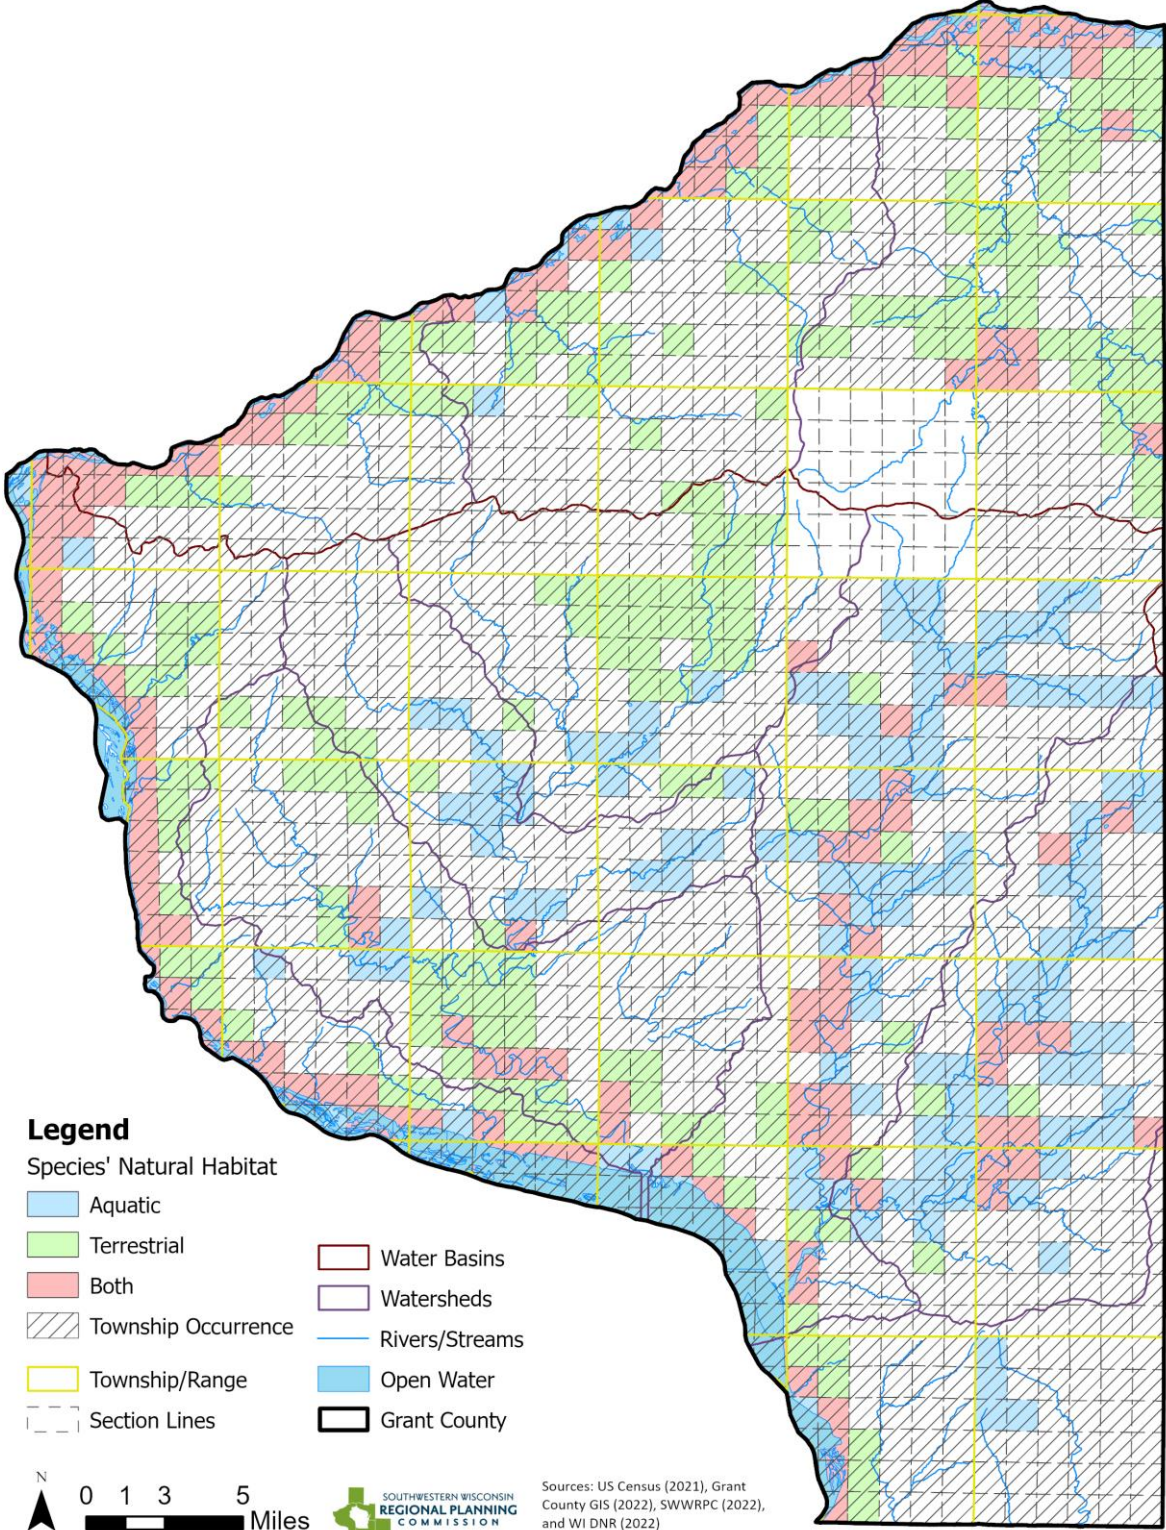 Legend
Species' Natural Habitat
Aquatic
Terrestrial
Both
Township Occurrence
Township/Range
Section Lines
Water Basins
Watersheds
Rivers/Streams
Open Water
Grant County
N
0 1 3 5
Miles
SOUTHWESTERN WISCONSIN
REGIONAL PLANNING
COMMISSION
Sources: US Census (2021), Grant
County GIS (2022), SWWRPC (2022),
and WI DNR (2022)